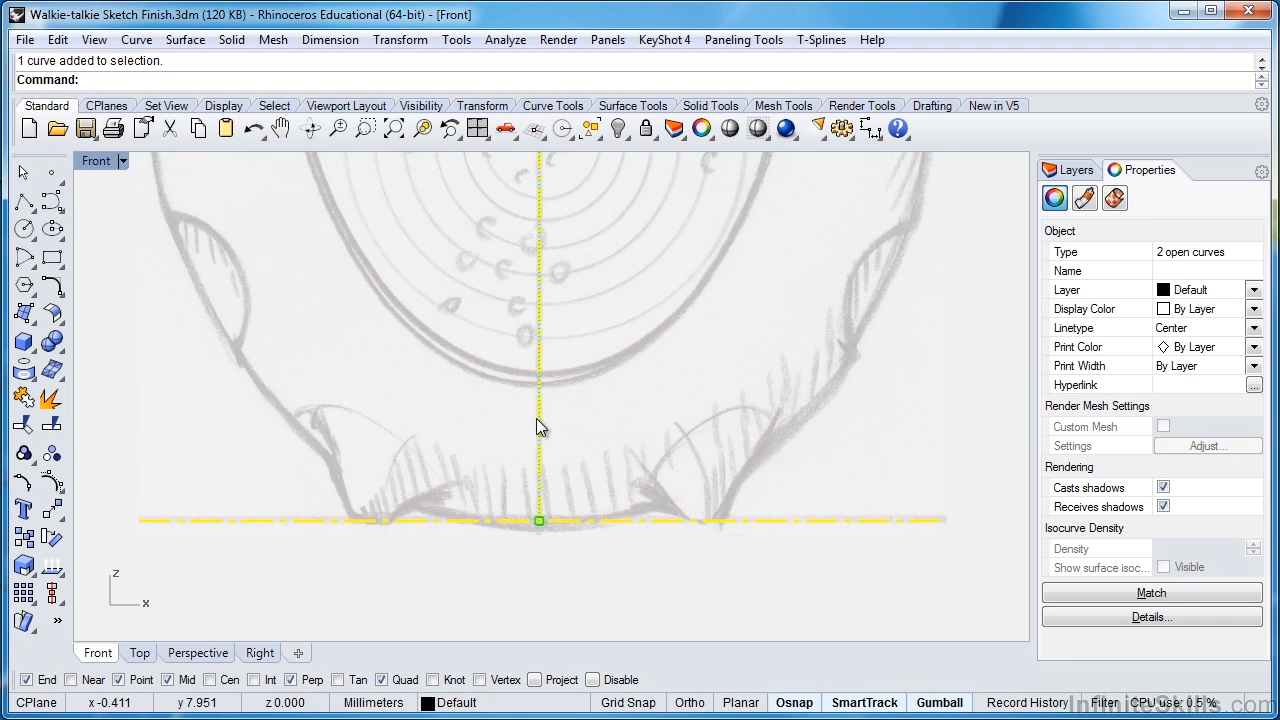 Walkie-talkie Sketch Finish.3dm (120 KB) - Rhinoceros Educational (64-bit) - [Front]
File Edit View Curve Surface Solid Mesh Dimension Transform Tools Analyze Render Panels KeyShot 4 Paneling Tools T-Splines Help
1 curve added to selection.
Command:
Standard CPlanes Set View Display Select Viewport Layout Visibility Transform Curve Tools Surface Tools Solid Tools Mesh Tools Render Tools Drafting New in V5
Front
Layers Properties
Object
Type 2 open curves
Name
Layer Default
Display Color By Layer
Linetype Center
Print Color By Layer
Print Width By Layer
Hyperlink ...
Render Mesh Settings
Custom Mesh
Settings Adjust...
Rendering
Casts shadows
Receives shadows
Isocurve Density
Density
Show surface isoc... Visible
Match
Details...
z
x
Front Top Perspective Right
End Near Point Mid Cen Int Perp Tan Quad Knot Vertex Project Disable
CPlane x -0.411 y 7.951 z 0.000 Millimeters Default Grid Snap Ortho Planar Osnap SmartTrack Gumball Record History Filter CPU use: 0.5 %
InfiniteSkills.com